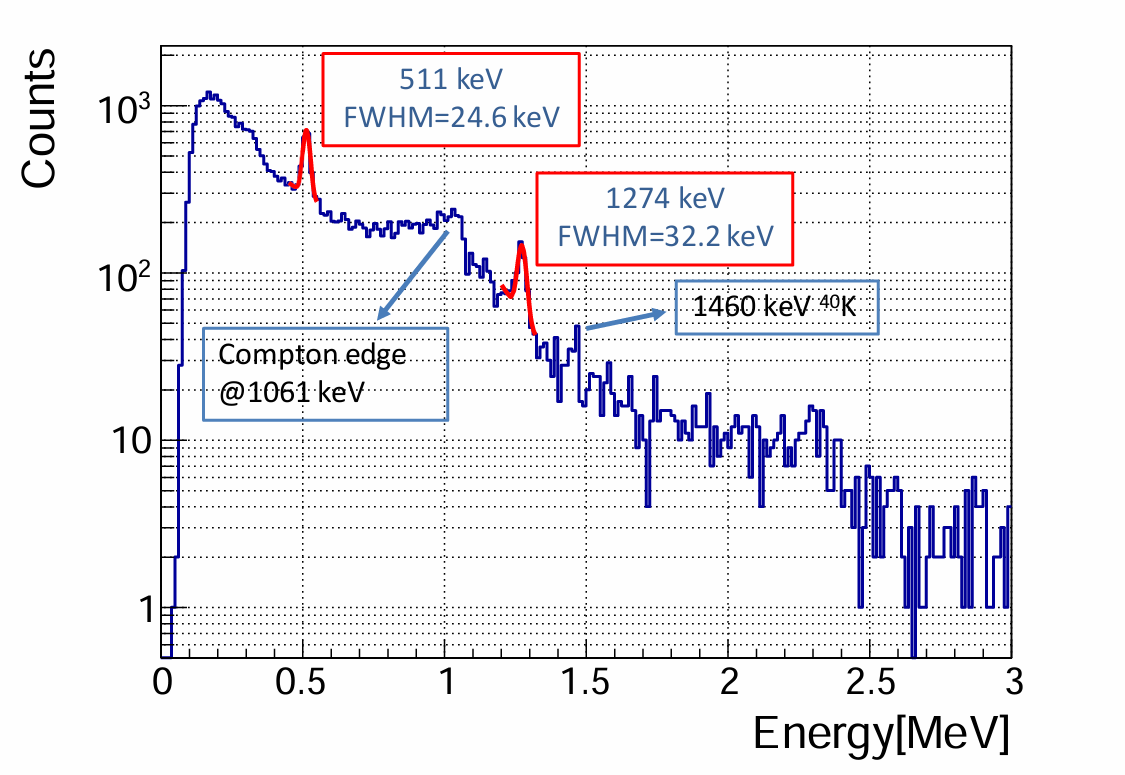 Counts
10³
10²
10
1
511 keV
FWHM=24.6 keV
1274 keV
FWHM=32.2 keV
1460 keV ⁴⁰K
Compton edge
@1061 keV
0 0.5 1 1.5 2 2.5 3
Energy[MeV]